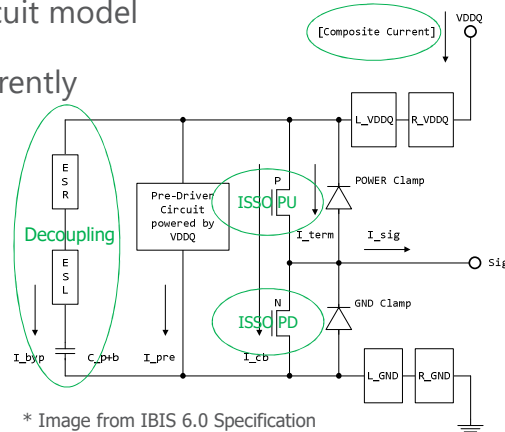 cuit model
rently
[Composite Current]
VDDQ
L_VDDQ
R_VDDQ
E
S
R
Pre-Driver
Circuit
powered by
VDDQ
P
ISSO PU
POWER Clamp
Decoupling
I_term
I_sig
Sig
E
S
L
N
ISSO PD
GND Clamp
I_byp
C_p+b
I_pre
I_cb
L_GND
R_GND
* Image from IBIS 6.0 Specification